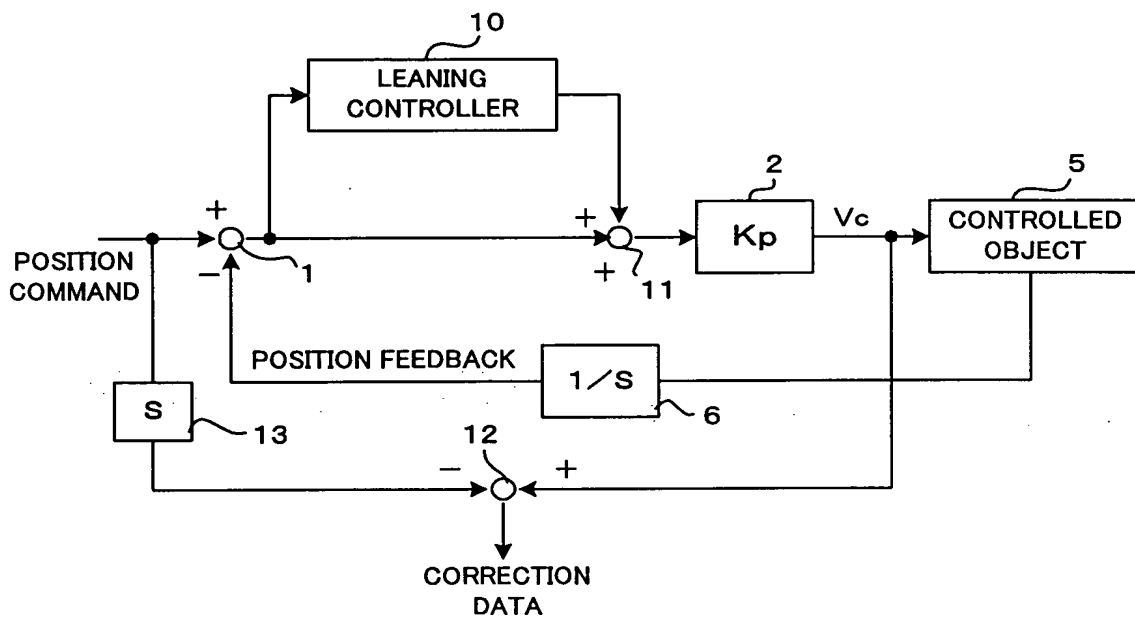 10
LEANING
CONTROLLER
2
5
+
+
Kp
Vc
CONTROLLED
OBJECT
POSITION
COMMAND
−
1
+
11
POSITION FEEDBACK
1/S
6
S
13
12
−
+
CORRECTION
DATA